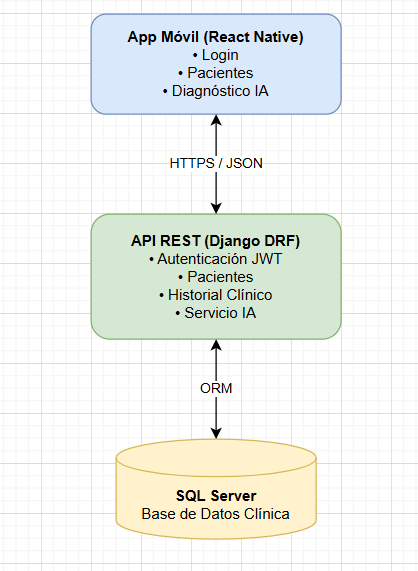 App Móvil (React Native)
• Login
• Pacientes
• Diagnóstico IA
HTTPS / JSON
API REST (Django DRF)
• Autenticación JWT
• Pacientes
• Historial Clínico
• Servicio IA
ORM
SQL Server
Base de Datos Clínica